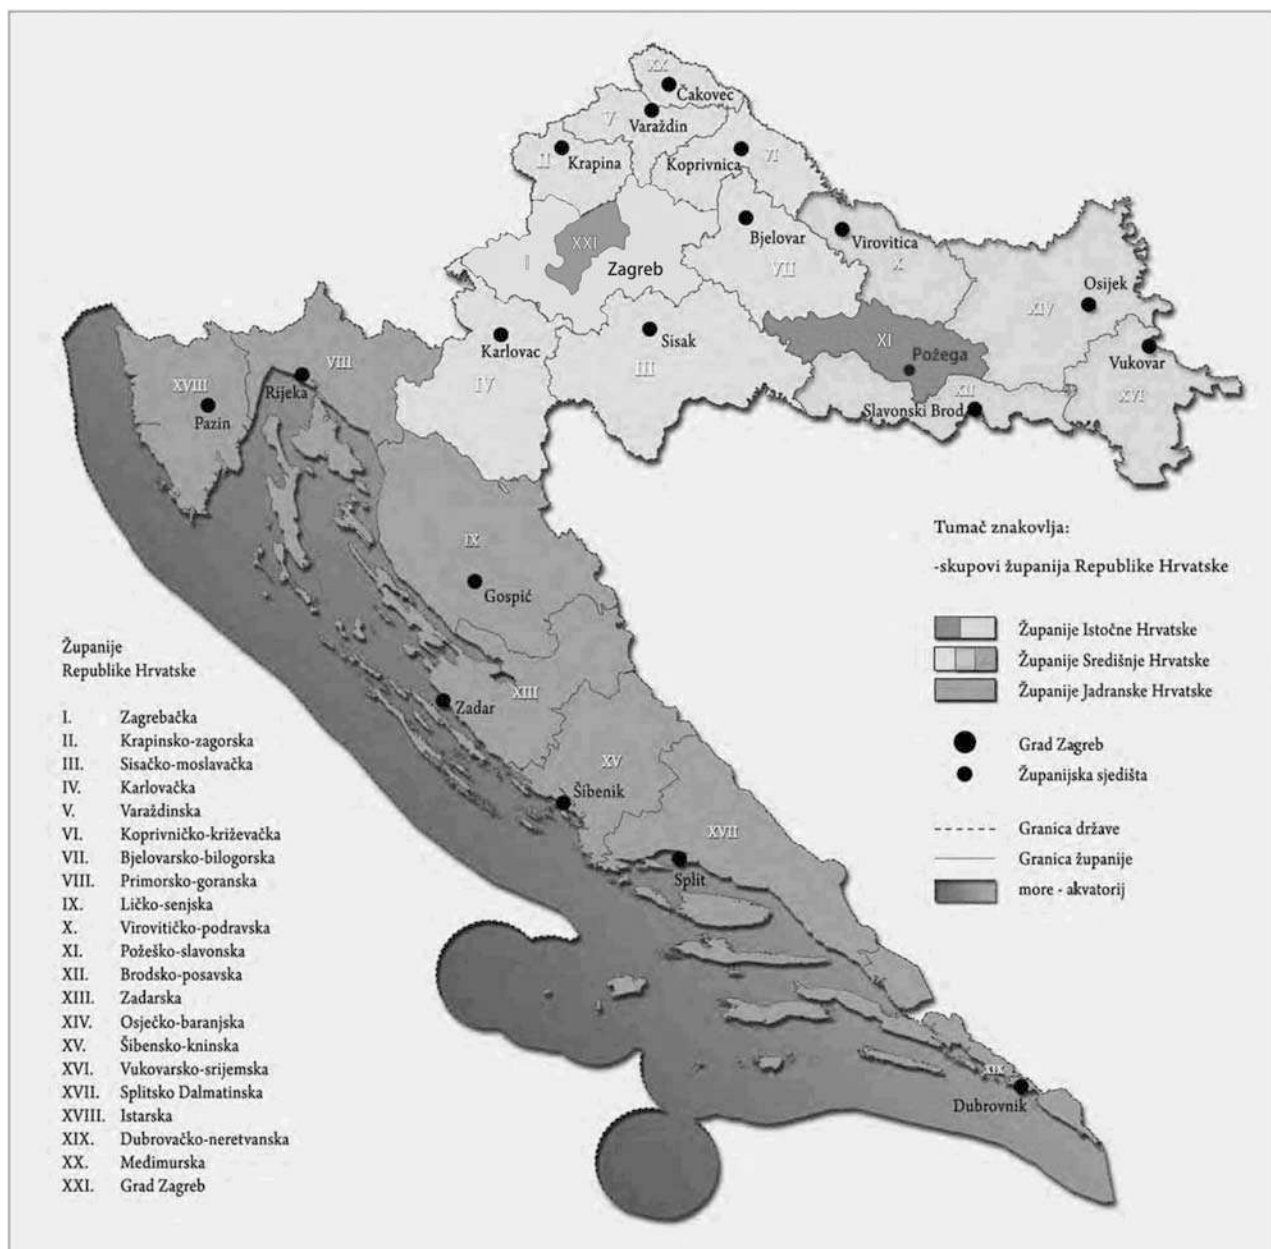 XX
Čakovec
V
Varaždin
II
Krapina
Koprivnica
VI
XXI
I
Zagreb
Bjelovar
VII
Virovitica
X
Osijek
XIV
Karlovac
IV
Sisak
III
XI
Požega
Vukovar
XVI
XII
Slavonski Brod
VIII
Rijeka
XVIII
Pazin
IX
Gospić
XIII
Zadar
XV
Šibenik
XVII
Split
XIX
Dubrovnik
Tumač znakovlja:
-skupovi županija Republike Hrvatske
Županije Istočne Hrvatske
Županije Središnje Hrvatske
Županije Jadranske Hrvatske
Grad Zagreb
Županijska sjedišta
Granica države
Granica županije
more - akvatorij
Županije
Republike Hrvatske
I. Zagrebačka
II. Krapinsko-zagorska
III. Sisačko-moslavačka
IV. Karlovačka
V. Varaždinska
VI. Koprivničko-križevačka
VII. Bjelovarsko-bilogorska
VIII. Primorsko-goranska
IX. Ličko-senjska
X. Virovitičko-podravska
XI. Požeško-slavonska
XII. Brodsko-posavska
XIII. Zadarska
XIV. Osječko-baranjska
XV. Šibensko-kninska
XVI. Vukovarsko-srijemska
XVII. Splitsko Dalmatinska
XVIII. Istarska
XIX. Dubrovačko-neretvanska
XX. Međimurska
XXI. Grad Zagreb